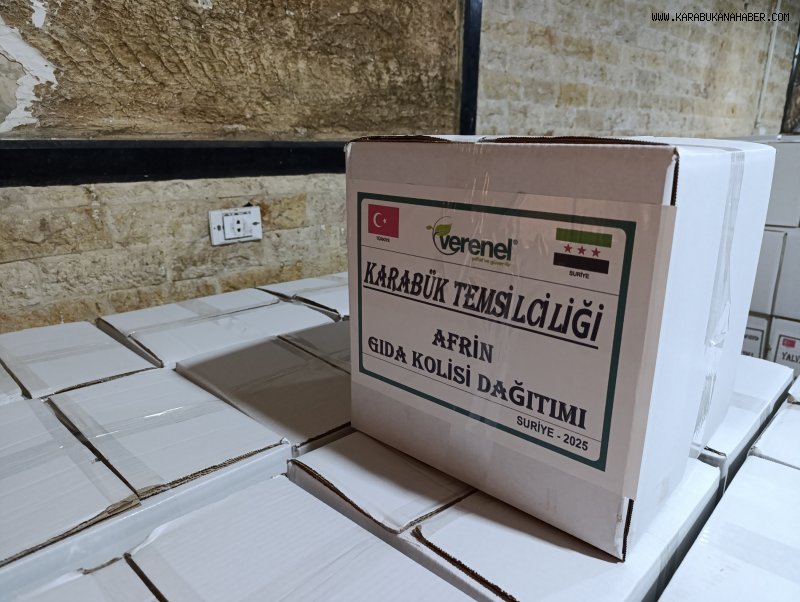 WWW.KARABUKANAHABER.COM
TÜRKİYE
verenel®
SURİYE
KARABÜK TEMSİLCİLİĞİ
AFRİN
GIDA KOLİSİ DAĞITIMI
SURİYE - 2025